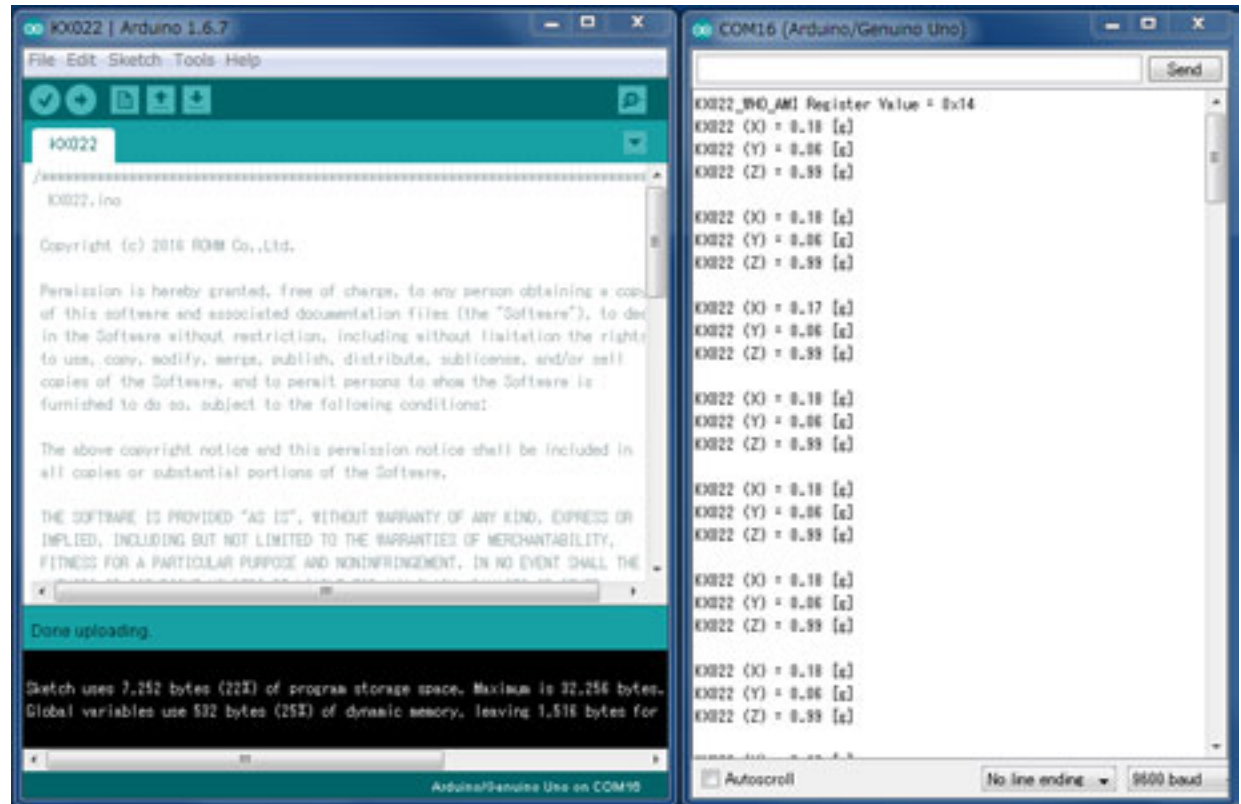 KX022 | Arduino 1.6.7
File Edit Sketch Tools Help
KX022
/************************************************************
KX022.ino
Copyright (c) 2016 ROHM Co.,Ltd.
Permission is hereby granted, free of charge, to any person obtaining a copy
of this software and associated documentation files (the "Software"), to dea
in the Software without restriction, including without limitation the rights
to use, copy, modify, merge, publish, distribute, sublicense, and/or sell
copies of the Software, and to permit persons to whom the Software is
furnished to do so, subject to the following conditions:
The above copyright notice and this permission notice shall be included in
all copies or substantial portions of the Software.
THE SOFTWARE IS PROVIDED "AS IS", WITHOUT WARRANTY OF ANY KIND, EXPRESS OR
IMPLIED, INCLUDING BUT NOT LIMITED TO THE WARRANTIES OF MERCHANTABILITY,
FITNESS FOR A PARTICULAR PURPOSE AND NONINFRINGEMENT. IN NO EVENT SHALL THE
Done uploading.
Sketch uses 7,252 bytes (22%) of program storage space. Maximum is 32,256 bytes.
Global variables use 532 bytes (25%) of dynamic memory, leaving 1,516 bytes for
Arduino/Genuino Uno on COM16
COM16 (Arduino/Genuino Uno)
Send
KX022_WHO_AMI Register Value = 0x14
KX022 (X) = 0.18 [g]
KX022 (Y) = 0.06 [g]
KX022 (Z) = 0.99 [g]
KX022 (X) = 0.18 [g]
KX022 (Y) = 0.06 [g]
KX022 (Z) = 0.99 [g]
KX022 (X) = 0.17 [g]
KX022 (Y) = 0.06 [g]
KX022 (Z) = 0.99 [g]
KX022 (X) = 0.18 [g]
KX022 (Y) = 0.06 [g]
KX022 (Z) = 0.99 [g]
KX022 (X) = 0.18 [g]
KX022 (Y) = 0.06 [g]
KX022 (Z) = 0.99 [g]
KX022 (X) = 0.18 [g]
KX022 (Y) = 0.06 [g]
KX022 (Z) = 0.99 [g]
KX022 (X) = 0.18 [g]
KX022 (Y) = 0.06 [g]
KX022 (Z) = 0.99 [g]
Autoscroll
No line ending
9600 baud